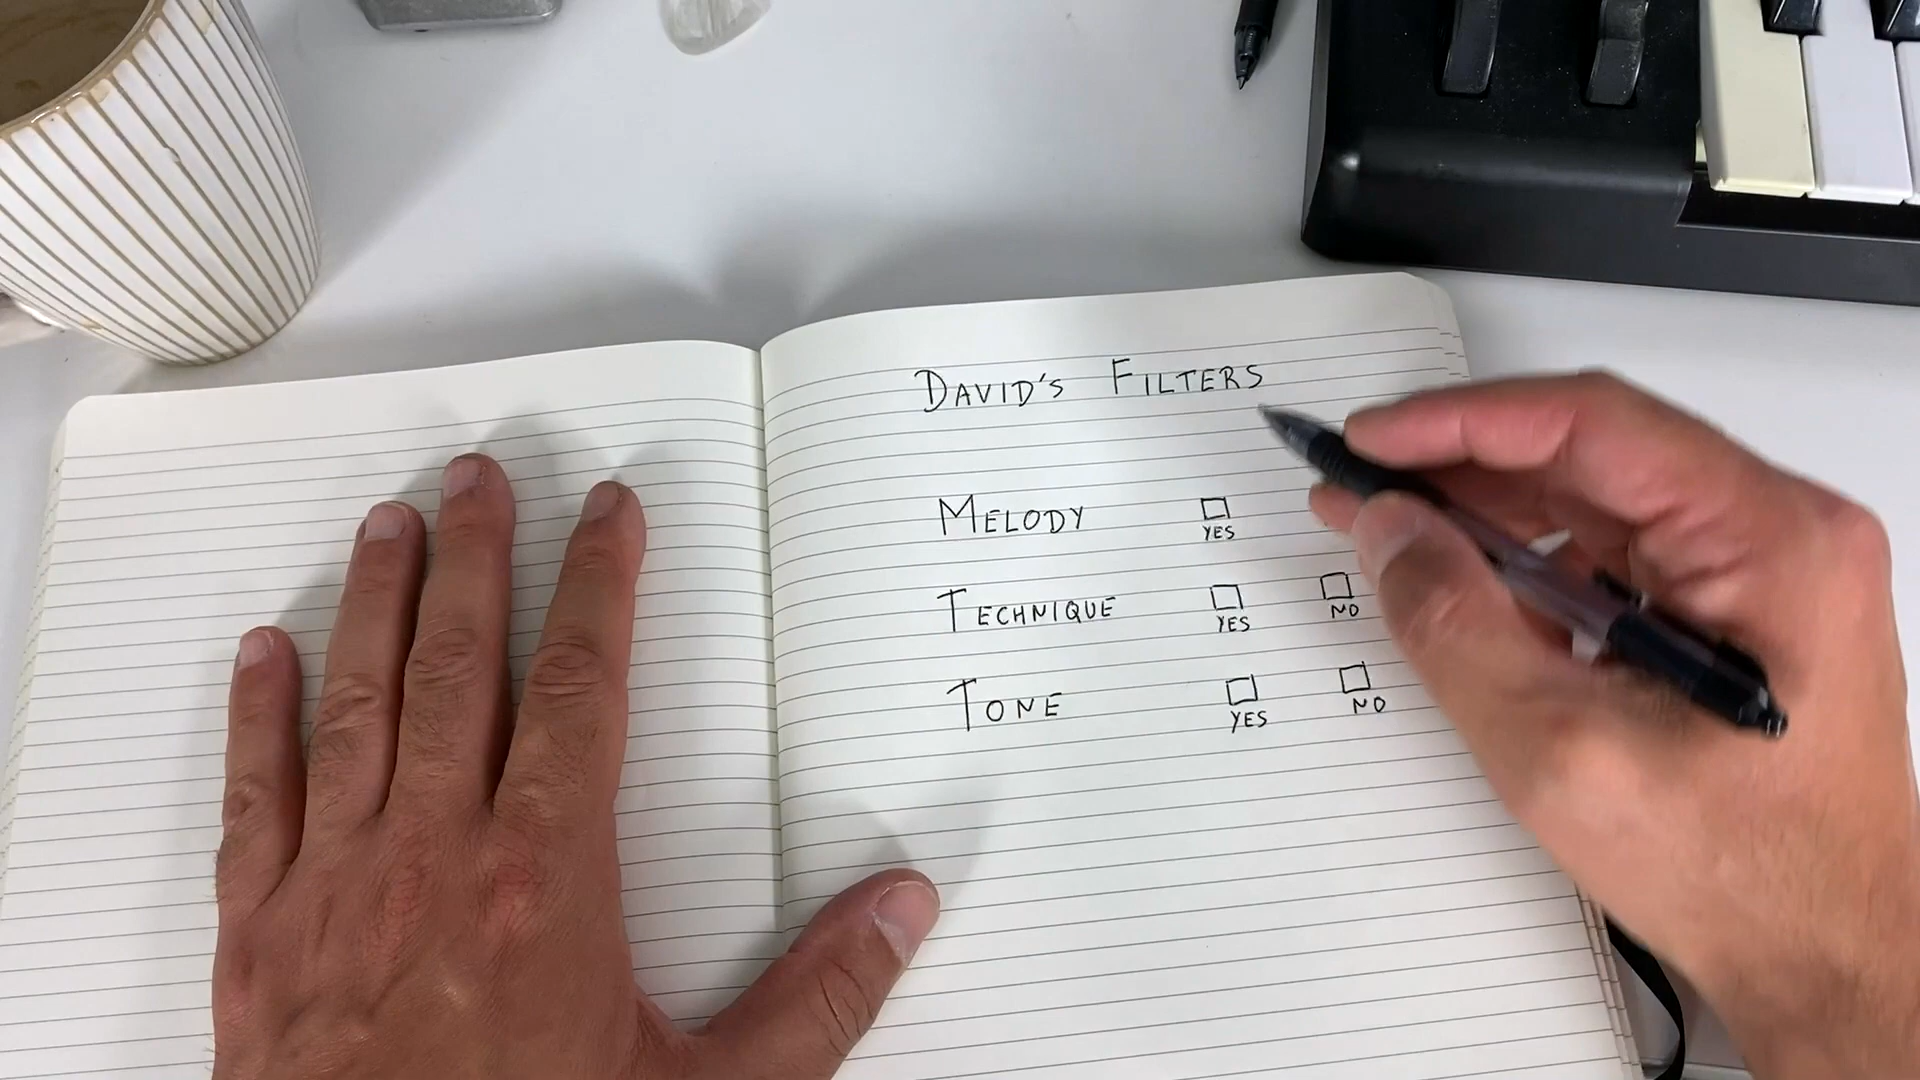 DAVID'S FILTERS
MELODY
YES
TECHNIQUE
YES NO
TONE
YES NO